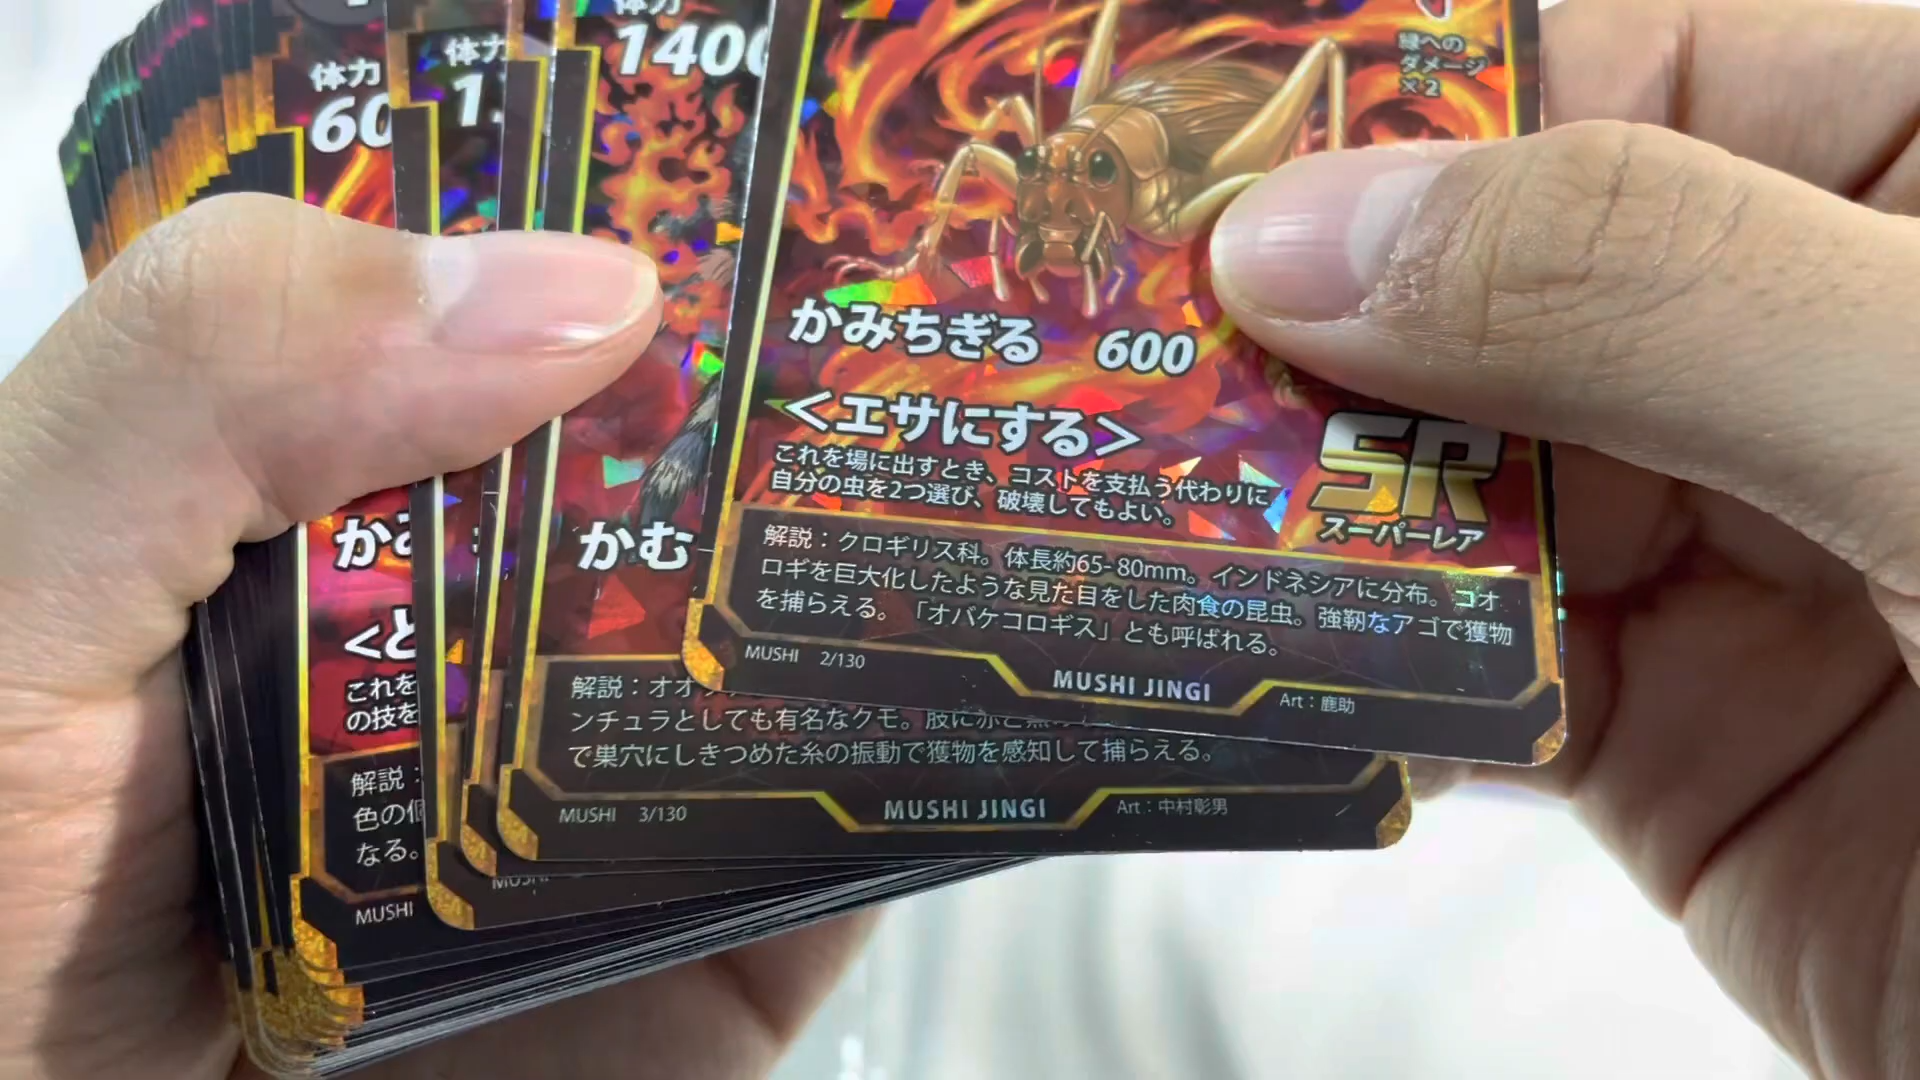 体力
60
体力
1
体力
1400
緑への
ダメージ
×2
かみちぎる 600
<エサにする>
これを場に出すとき、コストを支払う代わりに
自分の虫を2つ選び、破壊してもよい。
SR
スーパーレア
解説：クロギリス科。体長約65-80mm。インドネシアに分布。コオ
ロギを巨大化したような見た目をした肉食の昆虫。強靭なアゴで獲物
を捕らえる。「オバケコロギス」とも呼ばれる。
MUSHI 2/130
MUSHI JINGI
Art：鹿助
かむ
解説：オオ
ンチュラとしても有名なクモ。肢に
で巣穴にしきつめた糸の振動で獲物を感知して捕らえる。
MUSHI 3/130
MUSHI JINGI
Art：中村彰男
か
<と
これを
の技を
解説：
色の
なる。
MUSHI
MUSHI